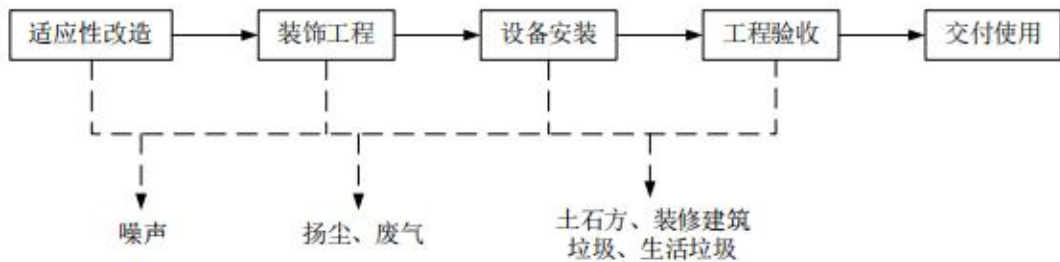 适应性改造
装饰工程
设备安装
工程验收
交付使用
噪声
扬尘、废气
土石方、装修建筑
垃圾、生活垃圾